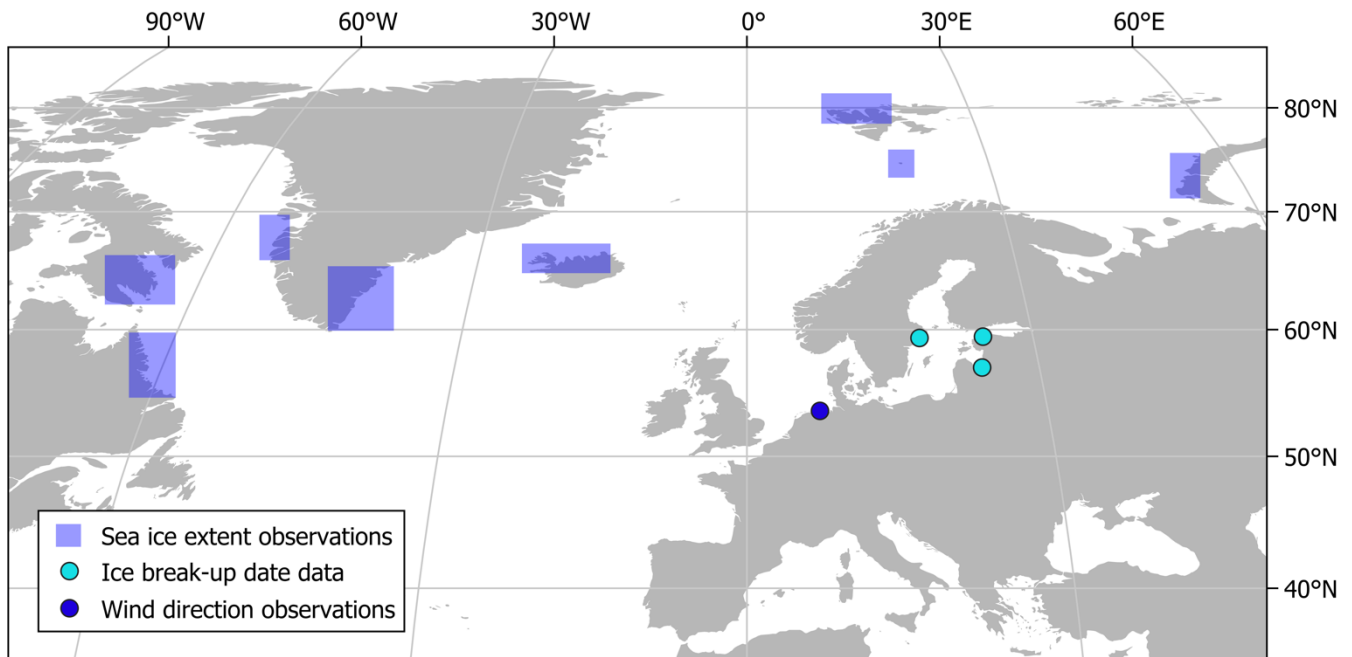 90°W 60°W 30°W 0° 30°E 60°E
80°N
70°N
60°N
50°N
40°N
Sea ice extent observations
Ice break-up date data
Wind direction observations